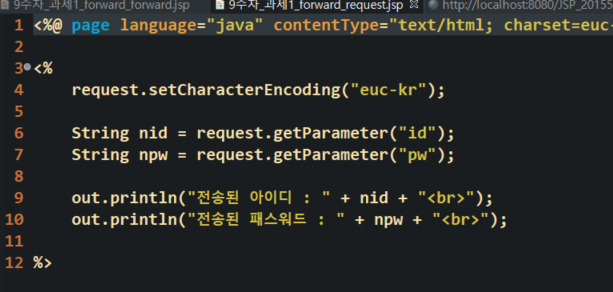 9수자_과제1_forward_forward.jsp 9수자_과제1_forward_request.jsp http://localhost:8080/JSP_20155
1 <%@ page language="java" contentType="text/html; charset=euc-
2
3 <%
4 request.setCharacterEncoding("euc-kr");
5
6 String nid = request.getParameter("id");
7 String npw = request.getParameter("pw");
8
9 out.println("전송된 아이디 : " + nid + "<br>");
10 out.println("전송된 패스워드 : " + npw + "<br>");
11
12 %>